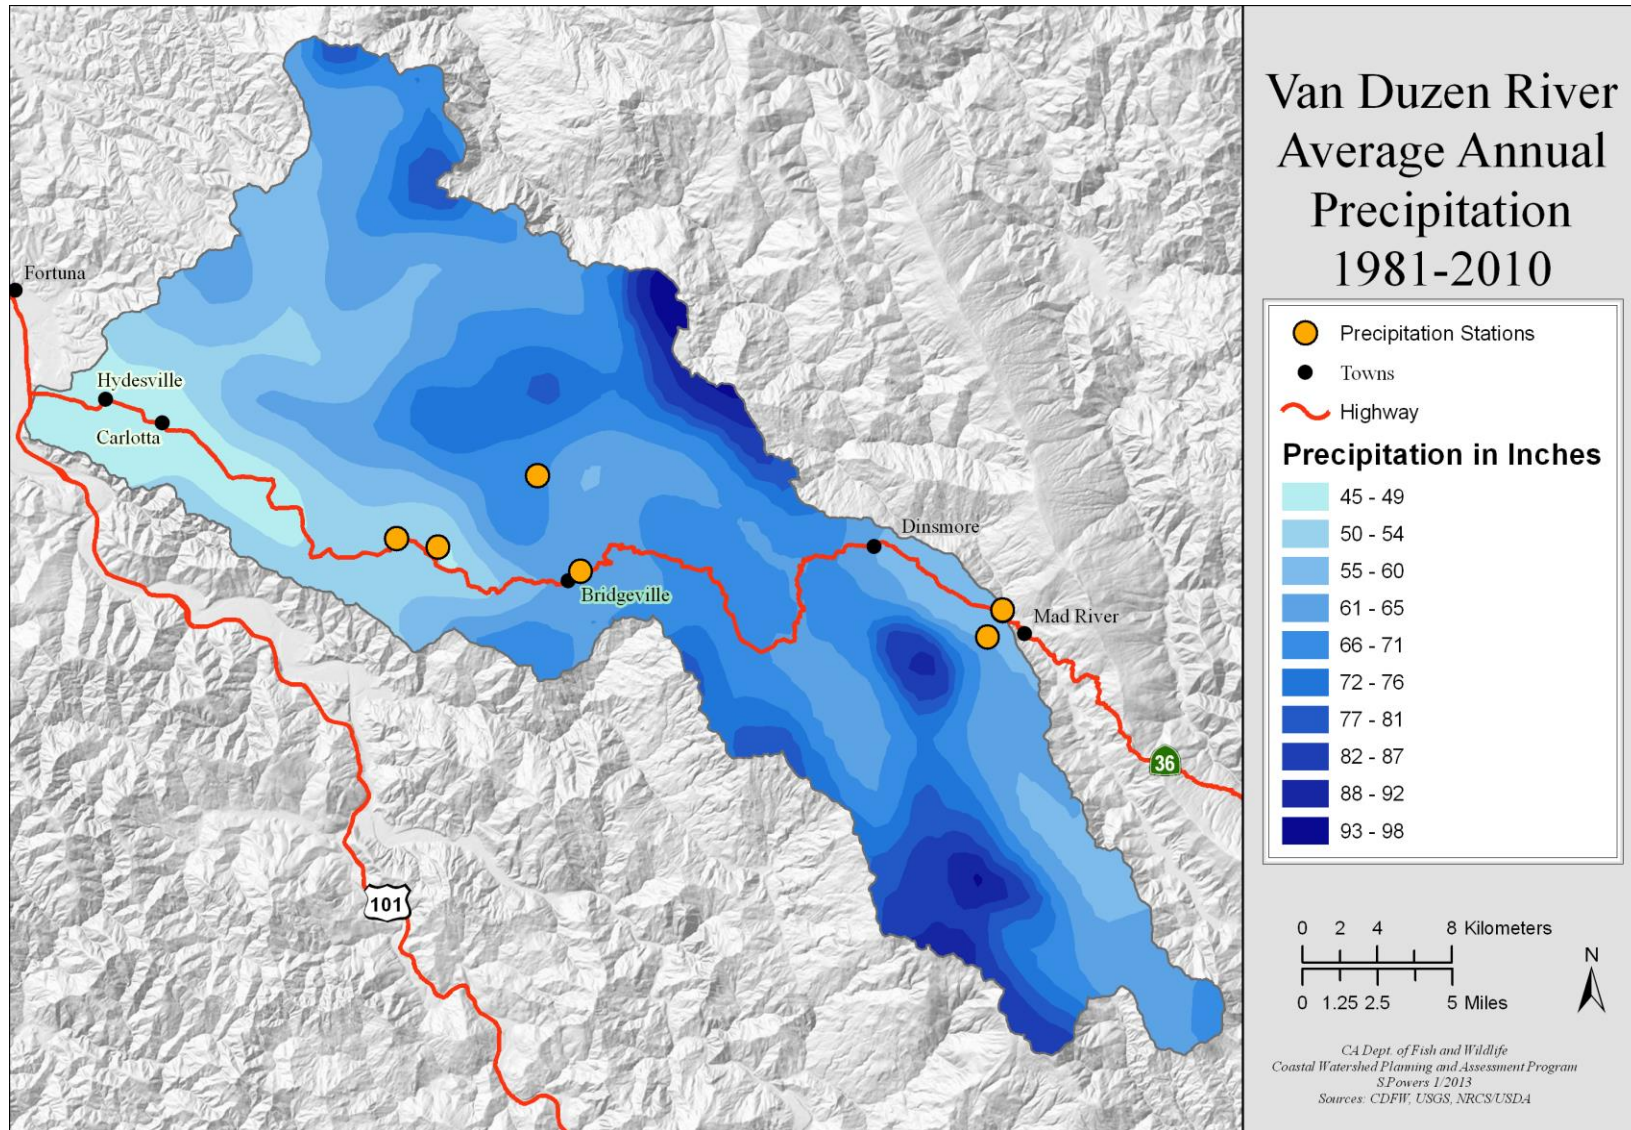 Van Duzen River
Average Annual
Precipitation
1981-2010
Precipitation Stations
Towns
Highway
Precipitation in Inches
45 - 49
50 - 54
55 - 60
61 - 65
66 - 71
72 - 76
77 - 81
82 - 87
88 - 92
93 - 98
0 2 4 8 Kilometers
0 1.25 2.5 5 Miles
N
CA Dept. of Fish and Wildlife
Coastal Watershed Planning and Assessment Program
S.Powers 1/2013
Sources: CDFW, USGS, NRCS/USDA
Fortuna
Hydesville
Carlotta
Dinsmore
Bridgeville
Mad River
36
101